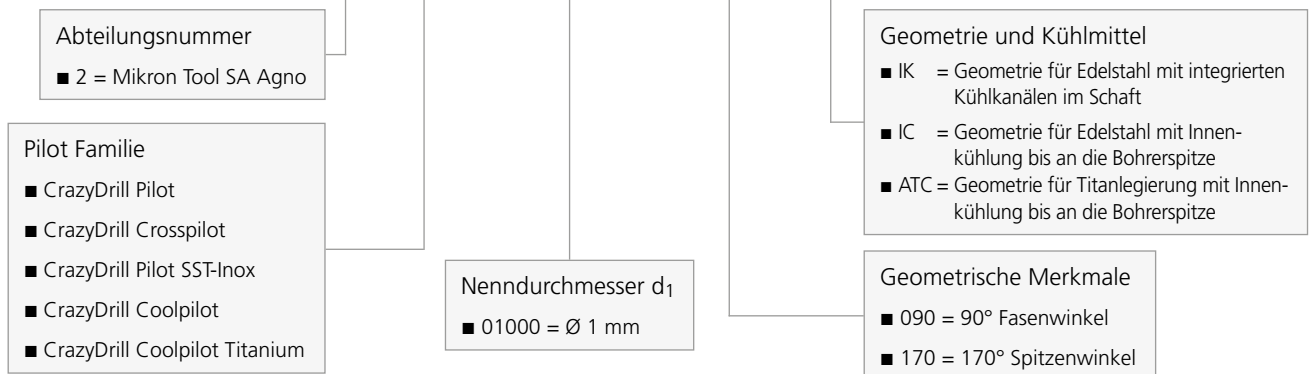 Abteilungsnummer
■ 2 = Mikron Tool SA Agno
Pilot Familie
■ CrazyDrill Pilot
■ CrazyDrill Crosspilot
■ CrazyDrill Pilot SST-Inox
■ CrazyDrill Coolpilot
■ CrazyDrill Coolpilot Titanium
Nenndurchmesser d1
■ 01000 = Ø 1 mm
Geometrie und Kühlmittel
■ IK = Geometrie für Edelstahl mit integrierten
Kühlkanälen im Schaft
■ IC = Geometrie für Edelstahl mit Innen-
kühlung bis an die Bohrerspitze
■ ATC = Geometrie für Titanlegierung mit Innen-
kühlung bis an die Bohrerspitze
Geometrische Merkmale
■ 090 = 90° Fasenwinkel
■ 170 = 170° Spitzenwinkel